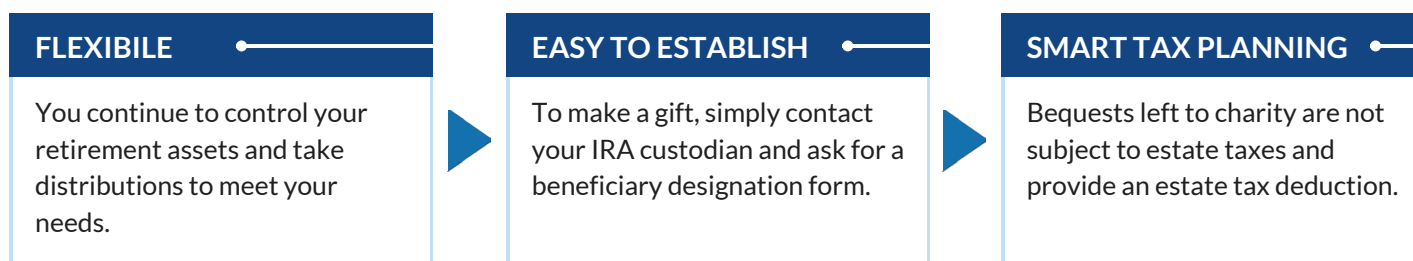 FLEXIBILE
You continue to control your
retirement assets and take
distributions to meet your
needs.
EASY TO ESTABLISH
To make a gift, simply contact
your IRA custodian and ask for a
beneficiary designation form.
SMART TAX PLANNING
Bequests left to charity are not
subject to estate taxes and
provide an estate tax deduction.